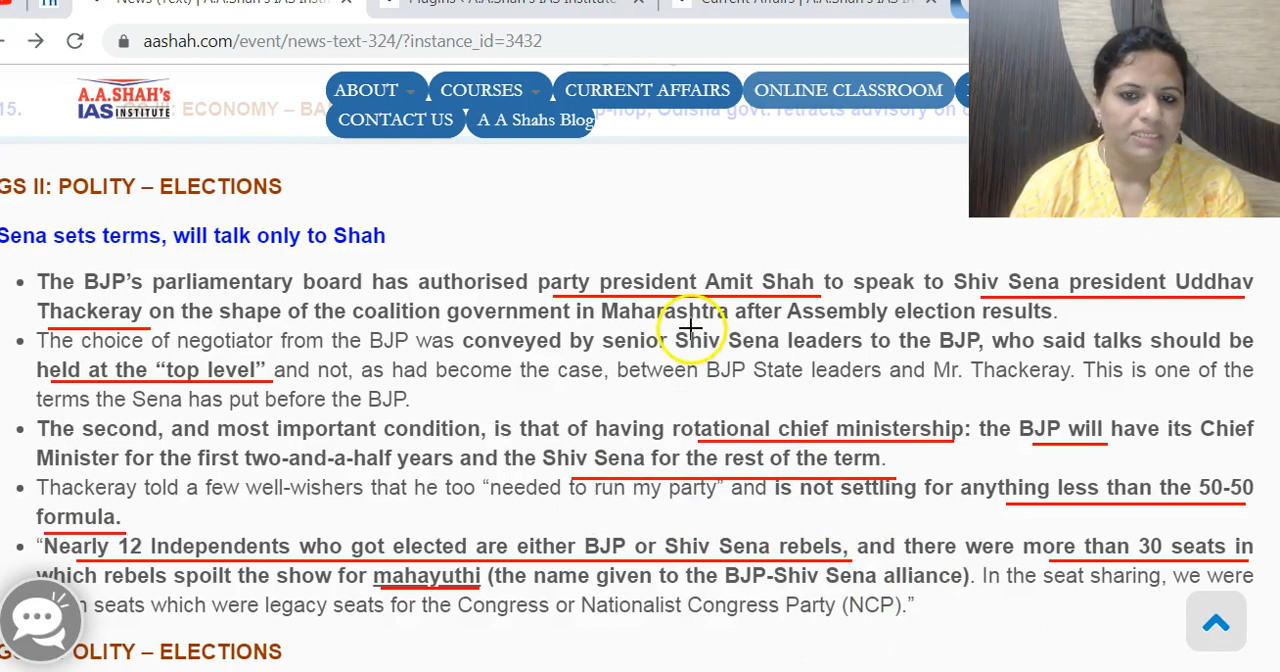 aashah.com/event/news-text-324/?instance_id=3432
A.A.SHAH'S
IAS INSTITUTE
ABOUT
COURSES
CURRENT AFFAIRS
ONLINE CLASSROOM
CONTACT US
A A Shahs Blog
15.
ECONOMY – BA
p-hop, Odisha govt. retracts advisory on
GS II: POLITY – ELECTIONS
Sena sets terms, will talk only to Shah
The BJP's parliamentary board has authorised party president Amit Shah to speak to Shiv Sena president Uddhav
Thackeray on the shape of the coalition government in Maharashtra after Assembly election results.
The choice of negotiator from the BJP was conveyed by senior Shiv Sena leaders to the BJP, who said talks should be
held at the “top level” and not, as had become the case, between BJP State leaders and Mr. Thackeray. This is one of the
terms the Sena has put before the BJP.
The second, and most important condition, is that of having rotational chief ministership: the BJP will have its Chief
Minister for the first two-and-a-half years and the Shiv Sena for the rest of the term.
Thackeray told a few well-wishers that he too “needed to run my party” and is not settling for anything less than the 50-50
formula.
“Nearly 12 Independents who got elected are either BJP or Shiv Sena rebels, and there were more than 30 seats in
which rebels spoilt the show for mahayuthi (the name given to the BJP-Shiv Sena alliance). In the seat sharing, we were
seats which were legacy seats for the Congress or Nationalist Congress Party (NCP).”
OLITY – ELECTIONS